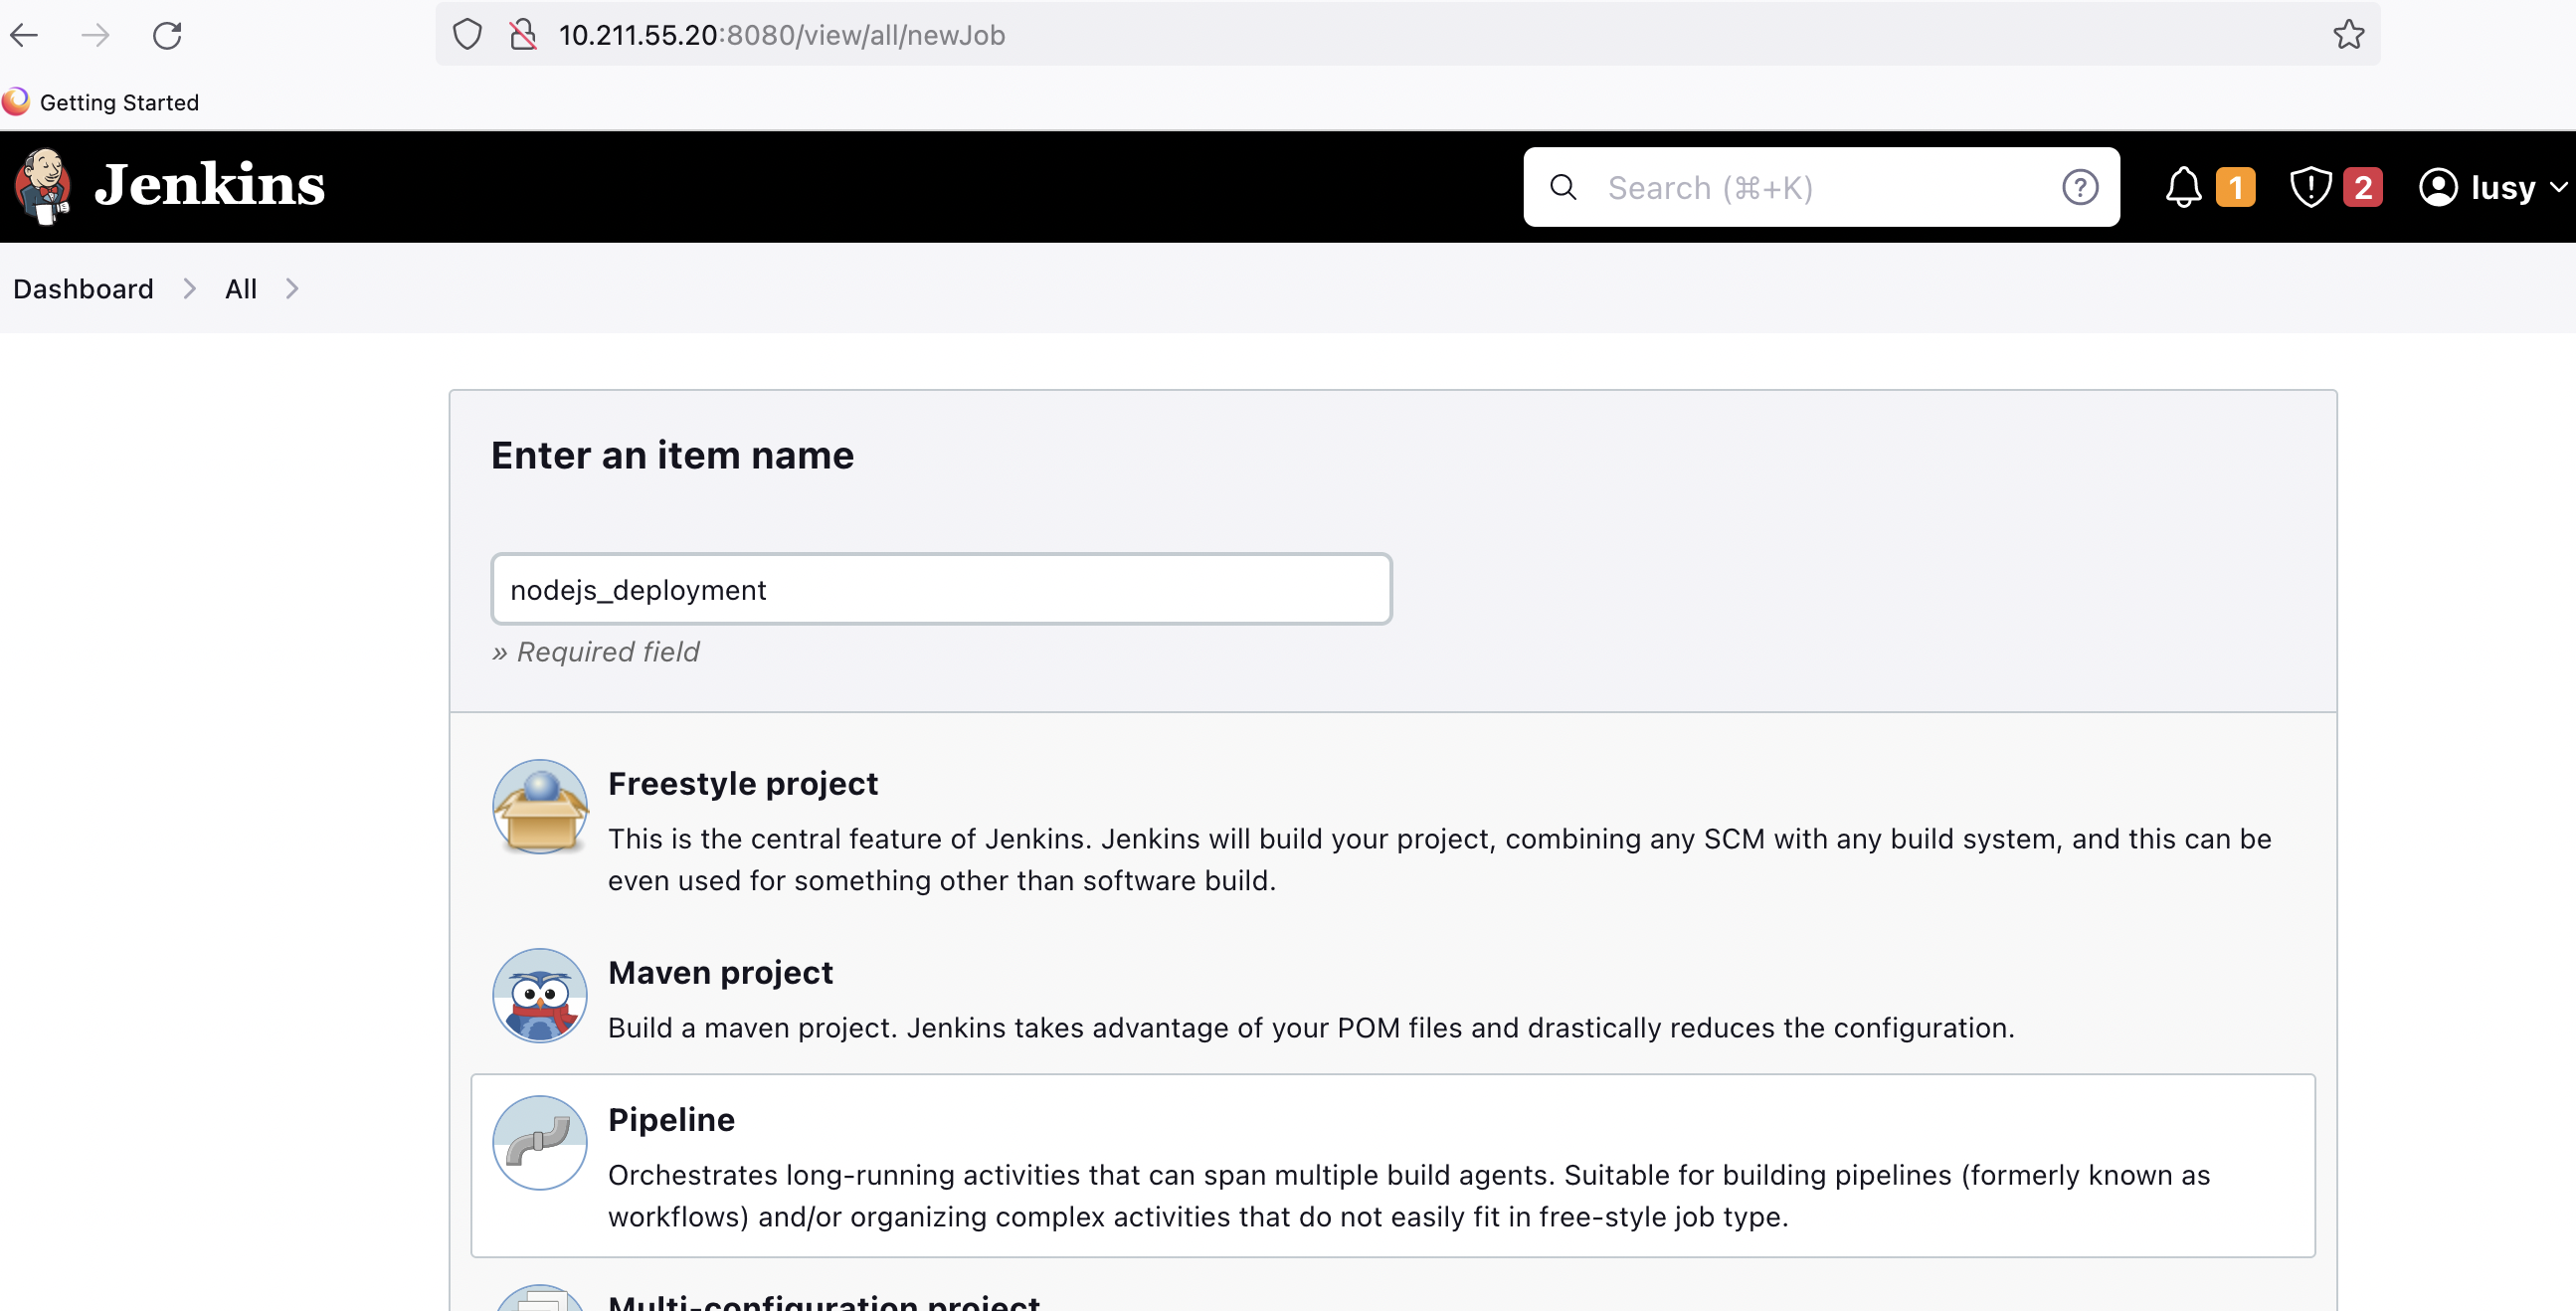 10.211.55.20:8080/view/all/newJob
Getting Started
Jenkins
Search (⌘+K)
1
2
lusy
Dashboard
All
Enter an item name
nodejs_deployment
» Required field
Freestyle project
This is the central feature of Jenkins. Jenkins will build your project, combining any SCM with any build system, and this can be
even used for something other than software build.
Maven project
Build a maven project. Jenkins takes advantage of your POM files and drastically reduces the configuration.
Pipeline
Orchestrates long-running activities that can span multiple build agents. Suitable for building pipelines (formerly known as
workflows) and/or organizing complex activities that do not easily fit in free-style job type.
Multi-configuration project